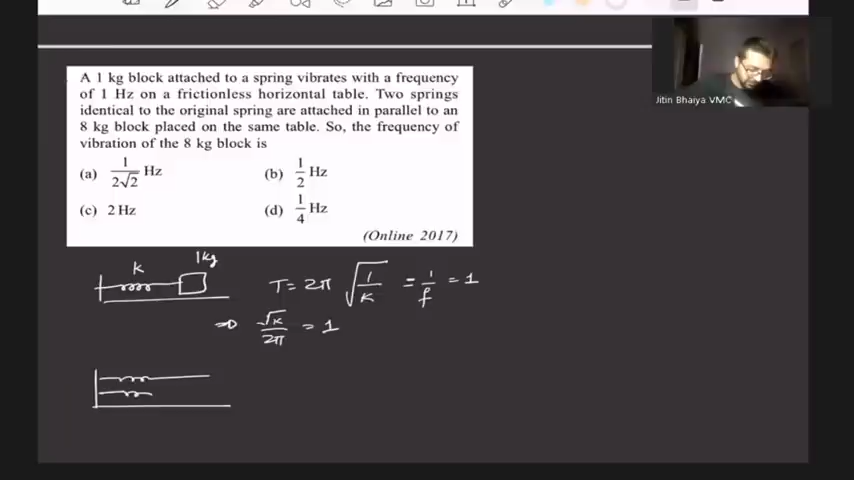 A 1 kg block attached to a spring vibrates with a frequency
of 1 Hz on a frictionless horizontal table. Two springs
identical to the original spring are attached in parallel to an
8 kg block placed on the same table. So, the frequency of
vibration of the 8 kg block is
(a) 1/2√2 Hz (b) 1/2 Hz
(c) 2 Hz (d) 1/4 Hz
(Online 2017)
Jitin Bhaiya VMC
K 1kg
T = 2π √1/K = 1/f = 1
⇒ √K/2π = 1